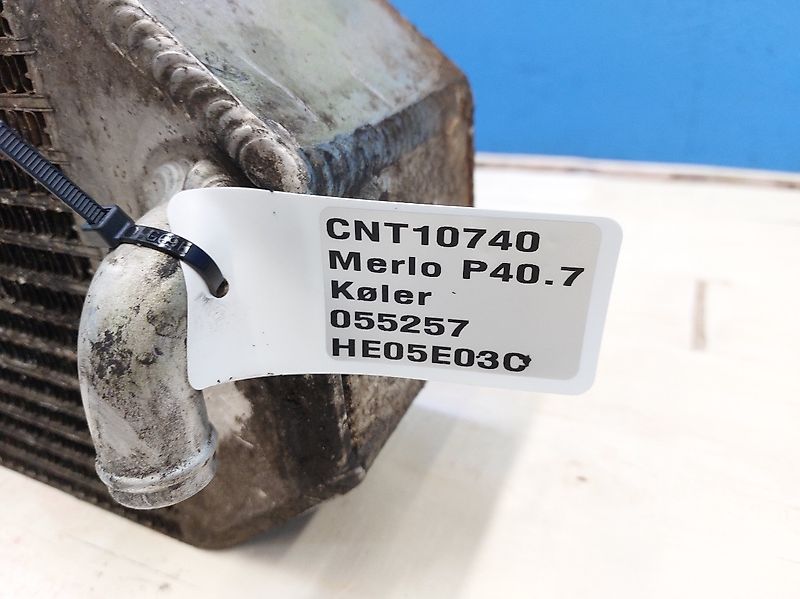 CNT10740
Merlo P40.7
Køler
055257
HE05E03C